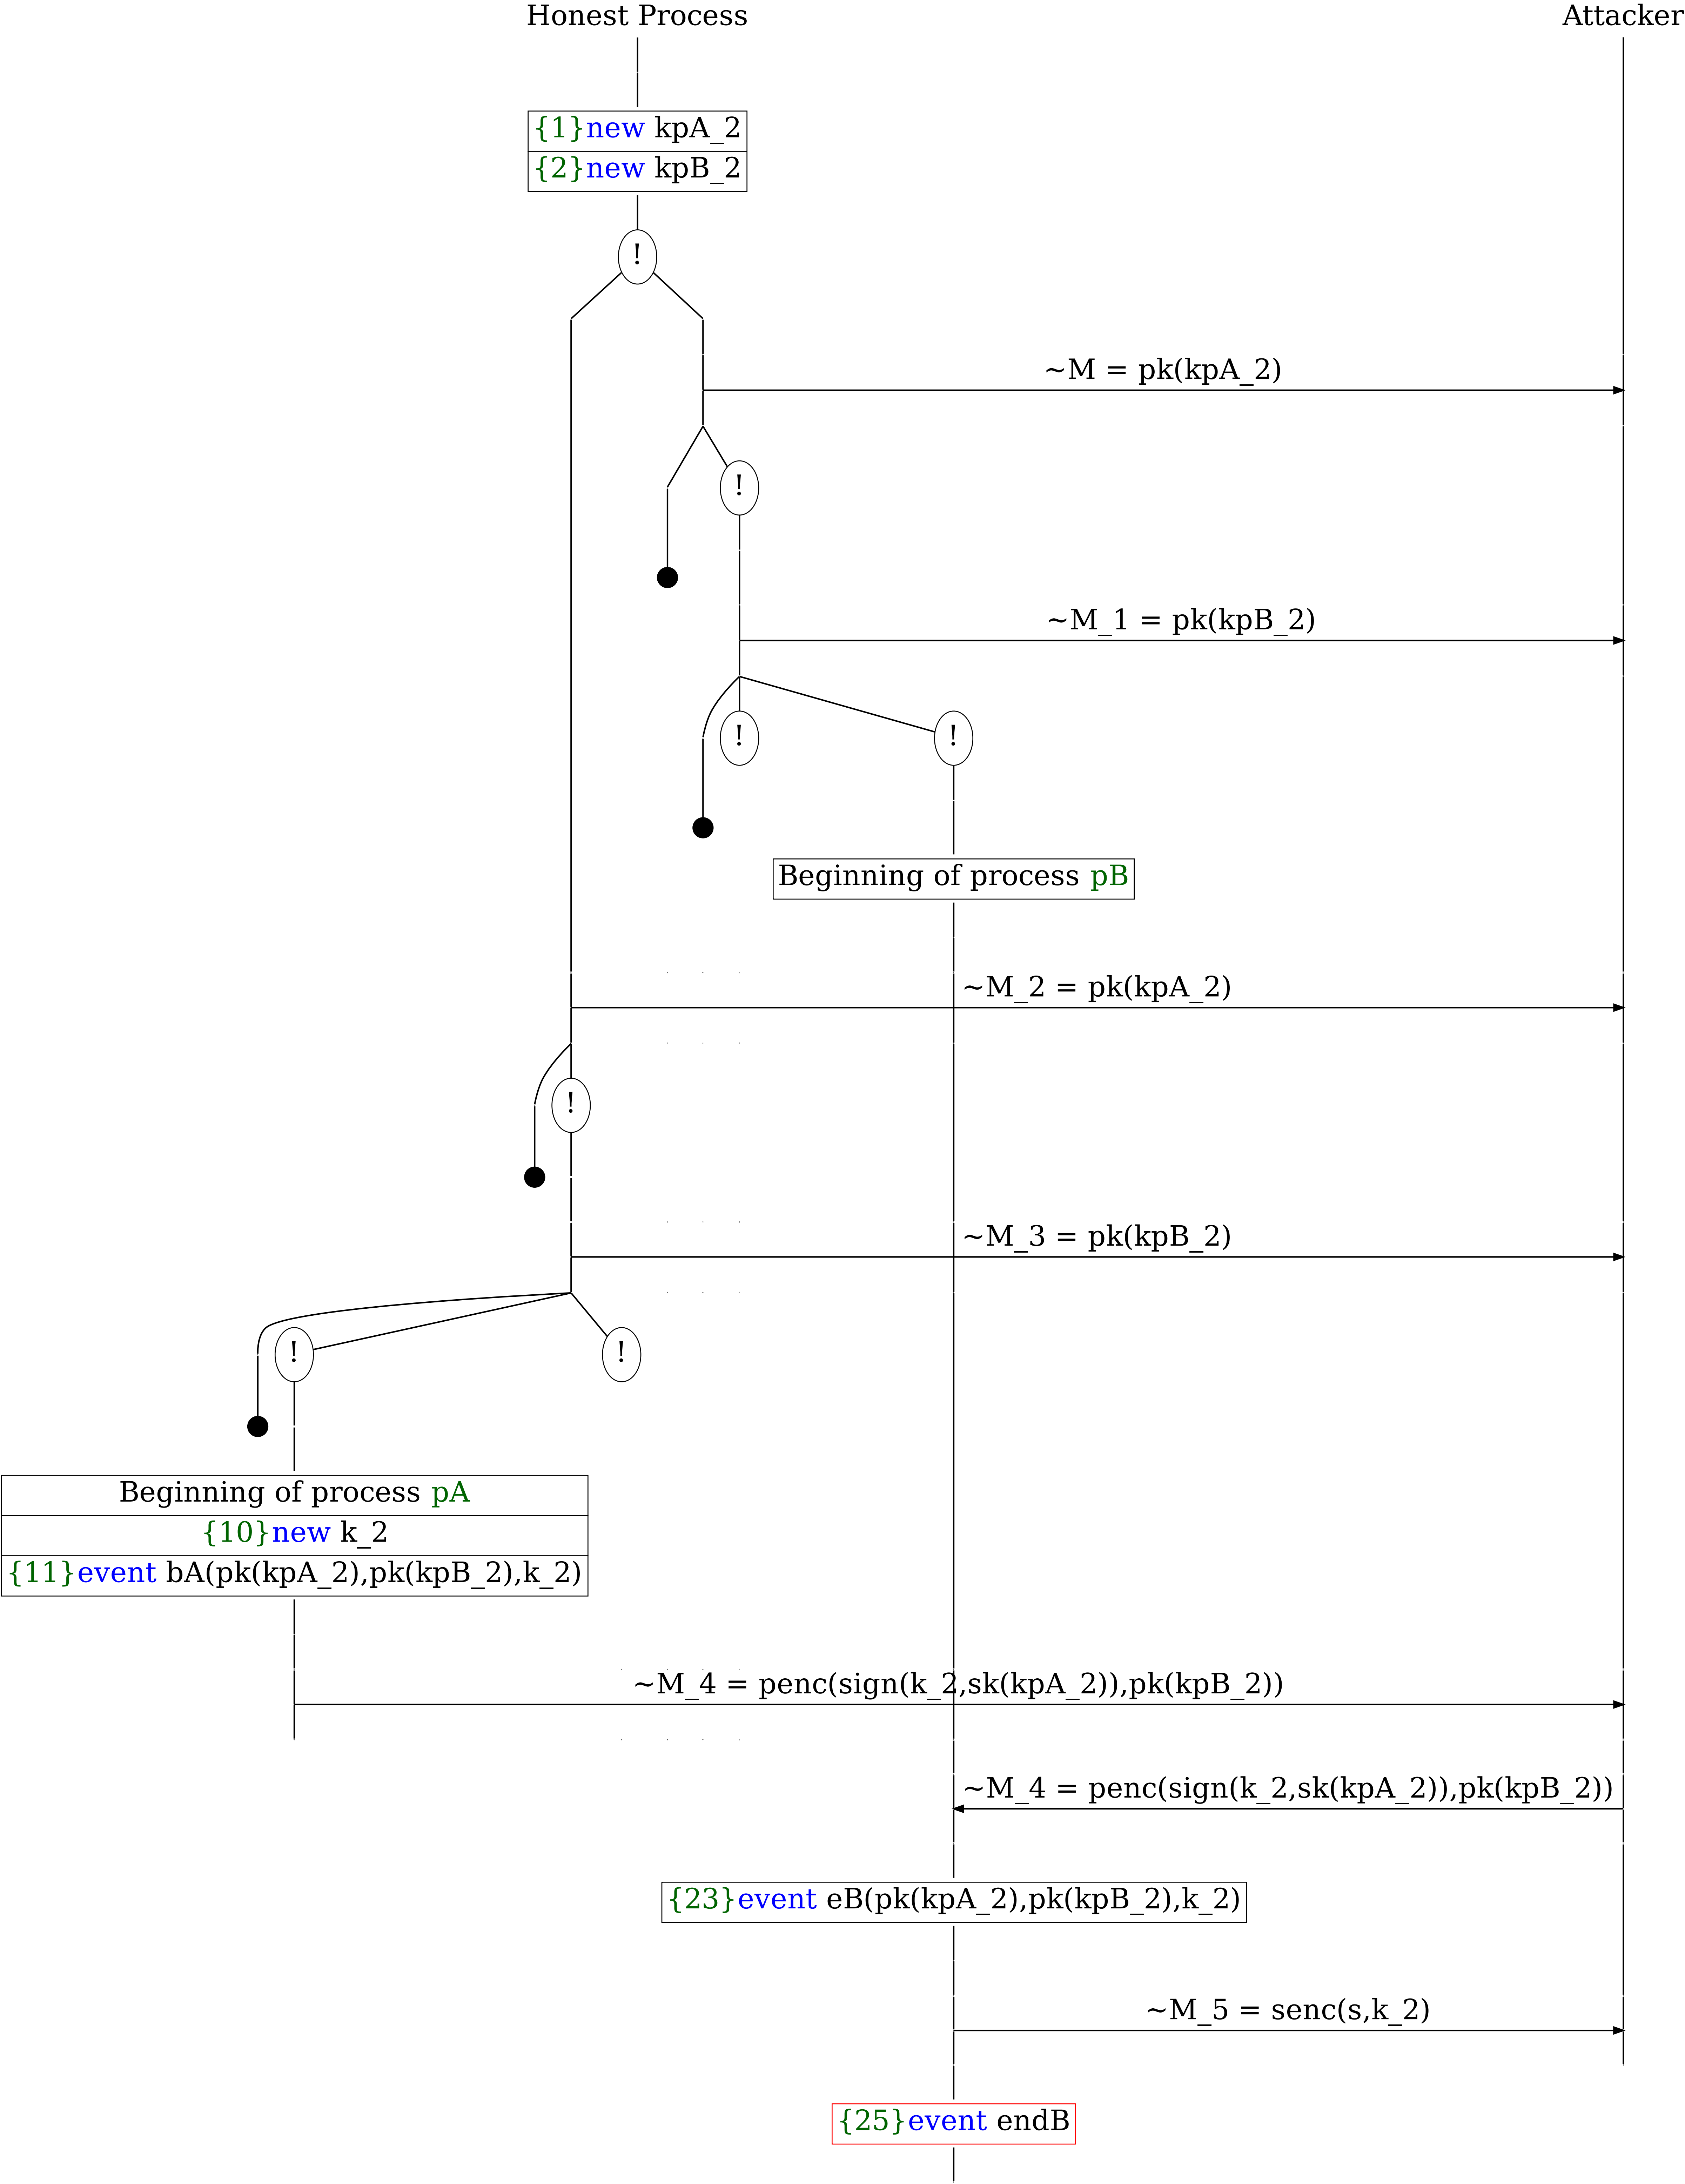 Honest Process
Attacker
{1}new kpA_2
{2}new kpB_2
!
~M = pk(kpA_2)
!
~M_1 = pk(kpB_2)
!
!
Beginning of process pB
~M_2 = pk(kpA_2)
!
~M_3 = pk(kpB_2)
!
!
Beginning of process pA
{10}new k_2
{11}event bA(pk(kpA_2),pk(kpB_2),k_2)
~M_4 = penc(sign(k_2,sk(kpA_2)),pk(kpB_2))
~M_4 = penc(sign(k_2,sk(kpA_2)),pk(kpB_2))
{23}event eB(pk(kpA_2),pk(kpB_2),k_2)
~M_5 = senc(s,k_2)
{25}event endB